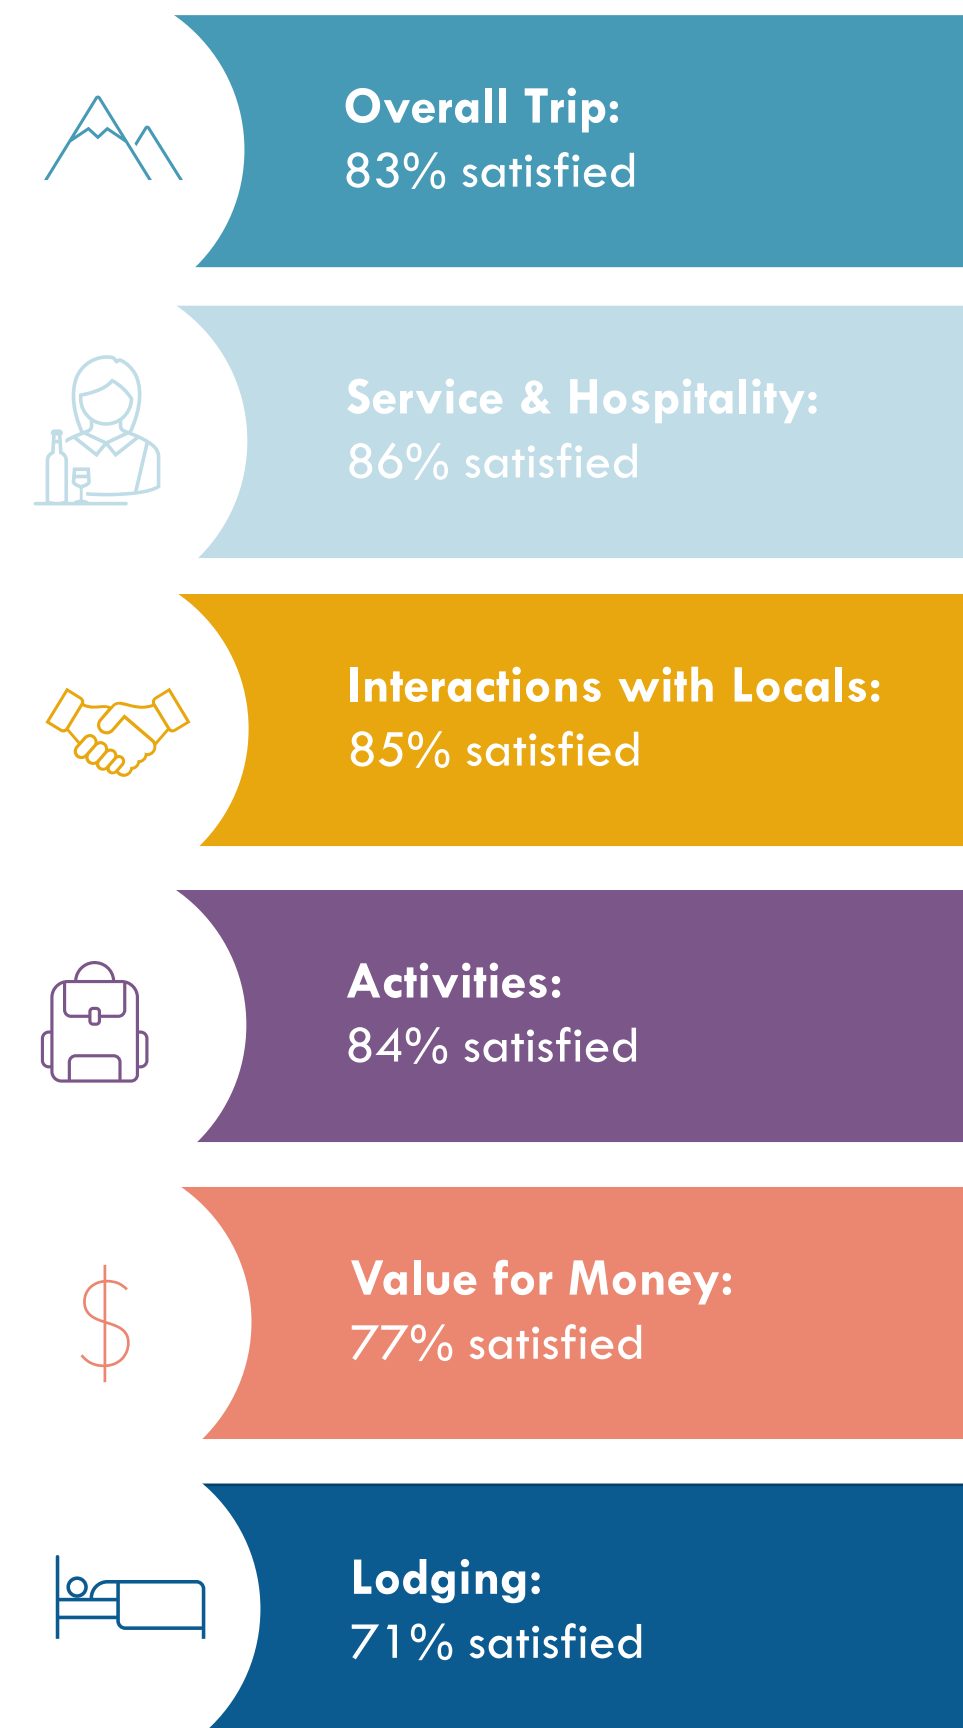 Overall Trip:
83% satisfied
Service & Hospitality:
86% satisfied
Interactions with Locals:
85% satisfied
Activities:
84% satisfied
$
Value for Money:
77% satisfied
Lodging:
71% satisfied